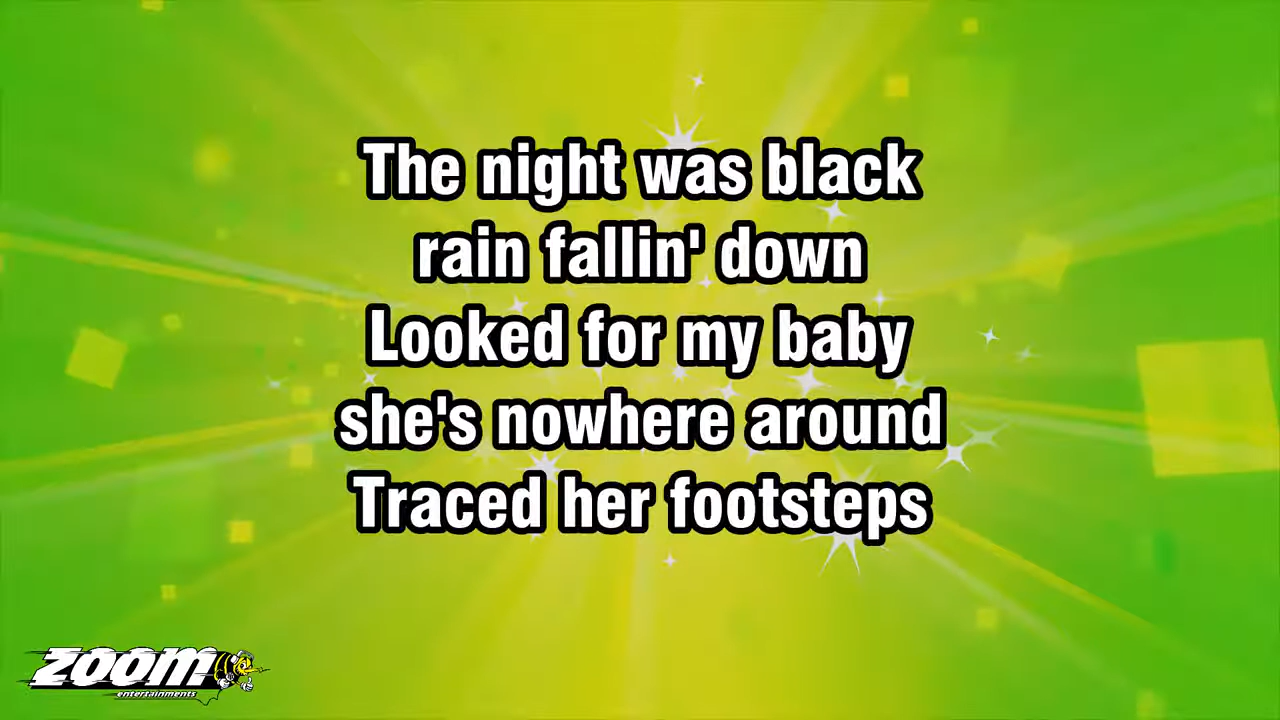 The night was black
rain fallin' down
Looked for my baby
she's nowhere around
Traced her footsteps
ZOOM
entertainments